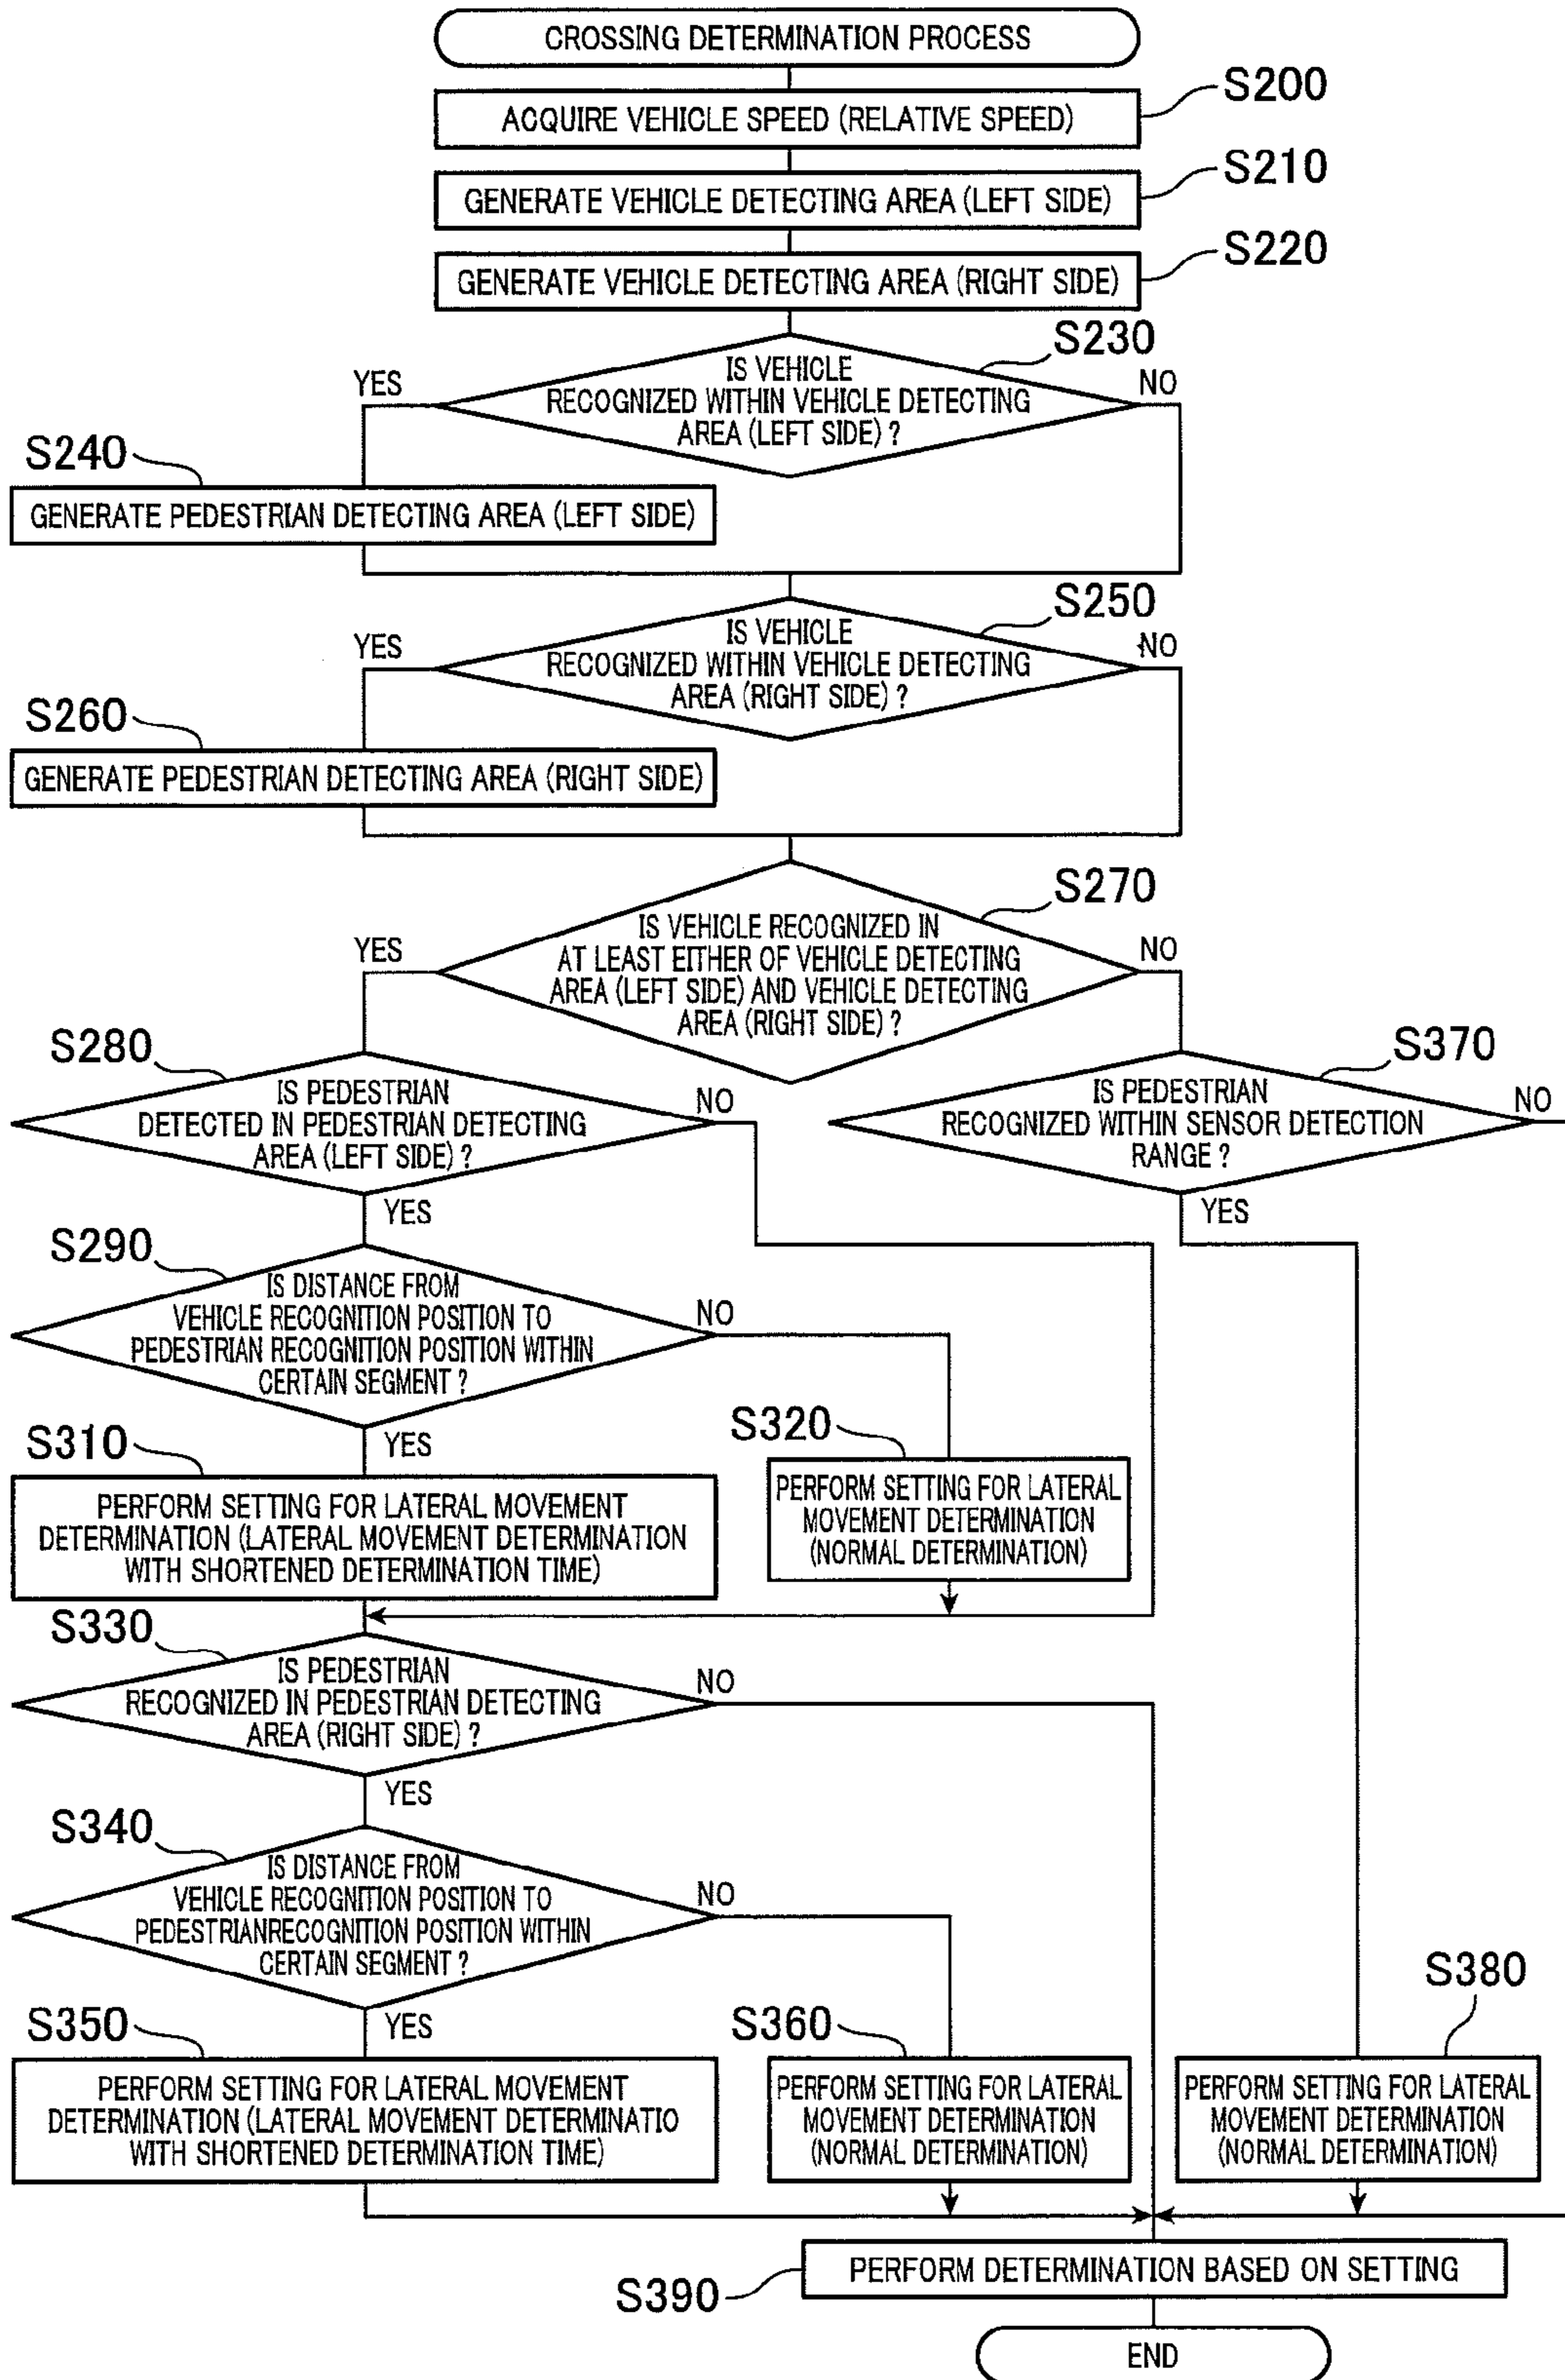 CROSSING DETERMINATION PROCESS
S200
ACQUIRE VEHICLE SPEED (RELATIVE SPEED)
S210
GENERATE VEHICLE DETECTING AREA (LEFT SIDE)
S220
GENERATE VEHICLE DETECTING AREA (RIGHT SIDE)
S230
YES
IS VEHICLE
RECOGNIZED WITHIN VEHICLE DETECTING
AREA (LEFT SIDE) ?
NO
S240
GENERATE PEDESTRIAN DETECTING AREA (LEFT SIDE)
S250
YES
IS VEHICLE
RECOGNIZED WITHIN VEHICLE DETECTING
AREA (RIGHT SIDE) ?
NO
S260
GENERATE PEDESTRIAN DETECTING AREA (RIGHT SIDE)
S270
YES
IS VEHICLE RECOGNIZED IN
AT LEAST EITHER OF VEHICLE DETECTING
AREA (LEFT SIDE) AND VEHICLE DETECTING
AREA (RIGHT SIDE) ?
NO
S280
IS PEDESTRIAN
DETECTED IN PEDESTRIAN DETECTING
AREA (LEFT SIDE) ?
NO
YES
S370
IS PEDESTRIAN
RECOGNIZED WITHIN SENSOR DETECTION
RANGE ?
NO
YES
S290
IS DISTANCE FROM
VEHICLE RECOGNITION POSITION TO
PEDESTRIAN RECOGNITION POSITION WITHIN
CERTAIN SEGMENT ?
NO
YES
S310
PERFORM SETTING FOR LATERAL MOVEMENT
DETERMINATION (LATERAL MOVEMENT DETERMINATION
WITH SHORTENED DETERMINATION TIME)
S320
PERFORM SETTING FOR LATERAL
MOVEMENT DETERMINATION
(NORMAL DETERMINATION)
S330
IS PEDESTRIAN
RECOGNIZED IN PEDESTRIAN DETECTING
AREA (RIGHT SIDE) ?
NO
YES
S340
IS DISTANCE FROM
VEHICLE RECOGNITION POSITION TO
PEDESTRIANRECOGNITION POSITION WITHIN
CERTAIN SEGMENT ?
NO
YES
S350
PERFORM SETTING FOR LATERAL MOVEMENT
DETERMINATION (LATERAL MOVEMENT DETERMINATIO
WITH SHORTENED DETERMINATION TIME)
S360
PERFORM SETTING FOR LATERAL
MOVEMENT DETERMINATION
(NORMAL DETERMINATION)
S380
PERFORM SETTING FOR LATERAL
MOVEMENT DETERMINATION
(NORMAL DETERMINATION)
S390
PERFORM DETERMINATION BASED ON SETTING
END